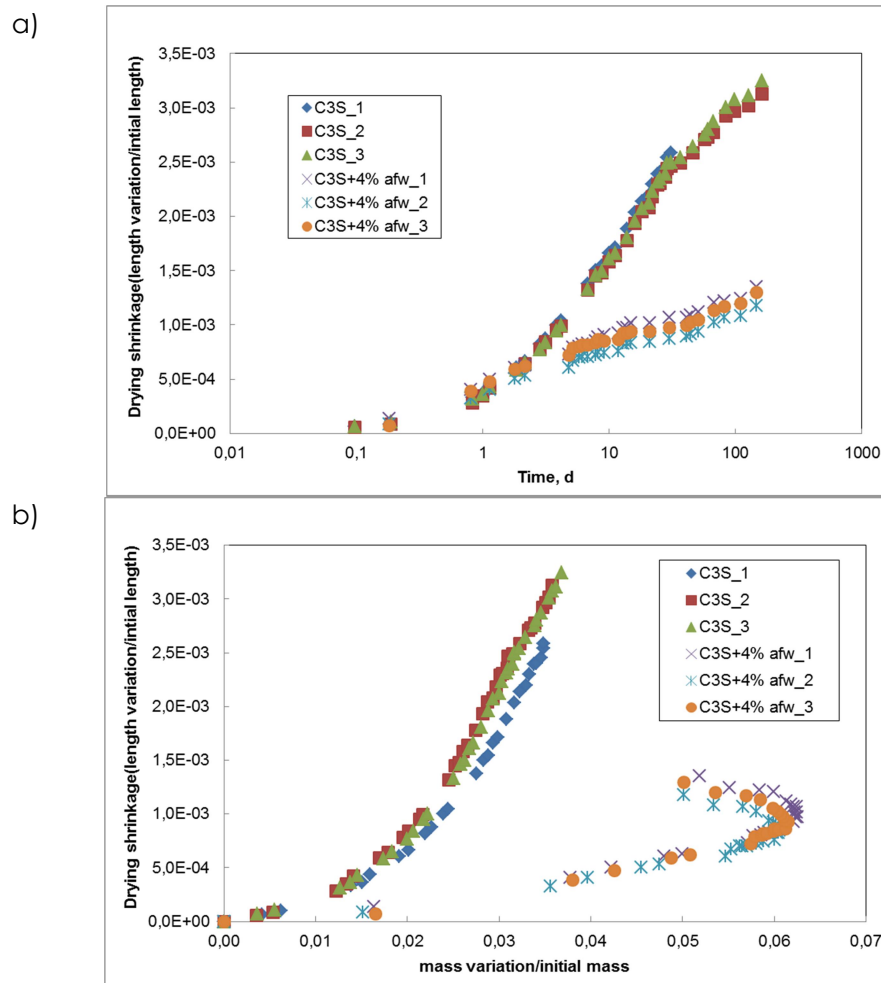 a)
Drying shrinkage(length variation/intial length)
3,5E-03
3,0E-03
2,5E-03
2,0E-03
1,5E-03
1,0E-03
5,0E-04
0,0E+00
C3S_1
C3S_2
C3S_3
C3S+4% afw_1
C3S+4% afw_2
C3S+4% afw_3
0,01 0,1 1 10 100 1000
Time, d
b)
Drying shrinkage(length variation/intial length)
3,5E-03
3,0E-03
2,5E-03
2,0E-03
1,5E-03
1,0E-03
5,0E-04
0,0E+00
C3S_1
C3S_2
C3S_3
C3S+4% afw_1
C3S+4% afw_2
C3S+4% afw_3
0,00 0,01 0,02 0,03 0,04 0,05 0,06 0,07
mass variation/initial mass